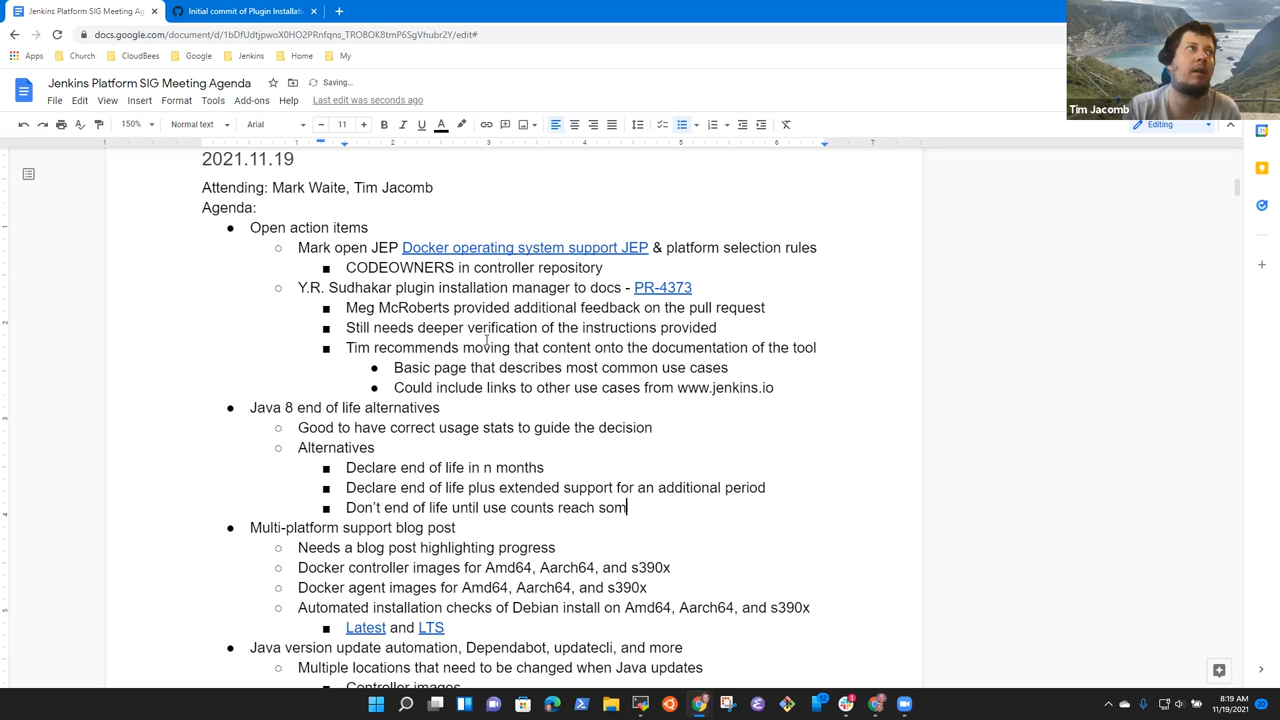 Jenkins Platform SIG Meeting Ag
Initial commit of Plugin Installati
docs.google.com/document/d/1bDfUdtjpwoX0HO2PRnfqns_TROBOK8tmP6SgVhubr2Y/edit#
Apps Church CloudBees Google Jenkins Home My
Jenkins Platform SIG Meeting Agenda Saving...
File Edit View Insert Format Tools Add-ons Help Last edit was seconds ago
Tim Jacomb
150% Normal text Arial 11 B I U A Editing
1 1 2 3 4 5 6 7
2021.11.19
Attending: Mark Waite, Tim Jacomb
Agenda:
● Open action items
○ Mark open JEP Docker operating system support JEP & platform selection rules
■ CODEOWNERS in controller repository
○ Y.R. Sudhakar plugin installation manager to docs - PR-4373
■ Meg McRoberts provided additional feedback on the pull request
■ Still needs deeper verification of the instructions provided
■ Tim recommends moving that content onto the documentation of the tool
● Basic page that describes most common use cases
● Could include links to other use cases from www.jenkins.io
● Java 8 end of life alternatives
○ Good to have correct usage stats to guide the decision
○ Alternatives
■ Declare end of life in n months
■ Declare end of life plus extended support for an additional period
■ Don’t end of life until use counts reach som
● Multi-platform support blog post
○ Needs a blog post highlighting progress
○ Docker controller images for Amd64, Aarch64, and s390x
○ Docker agent images for Amd64, Aarch64, and s390x
○ Automated installation checks of Debian install on Amd64, Aarch64, and s390x
■ Latest and LTS
● Java version update automation, Dependabot, updatecli, and more
○ Multiple locations that need to be changed when Java updates
■ Controller images
8:19 AM
11/19/2021